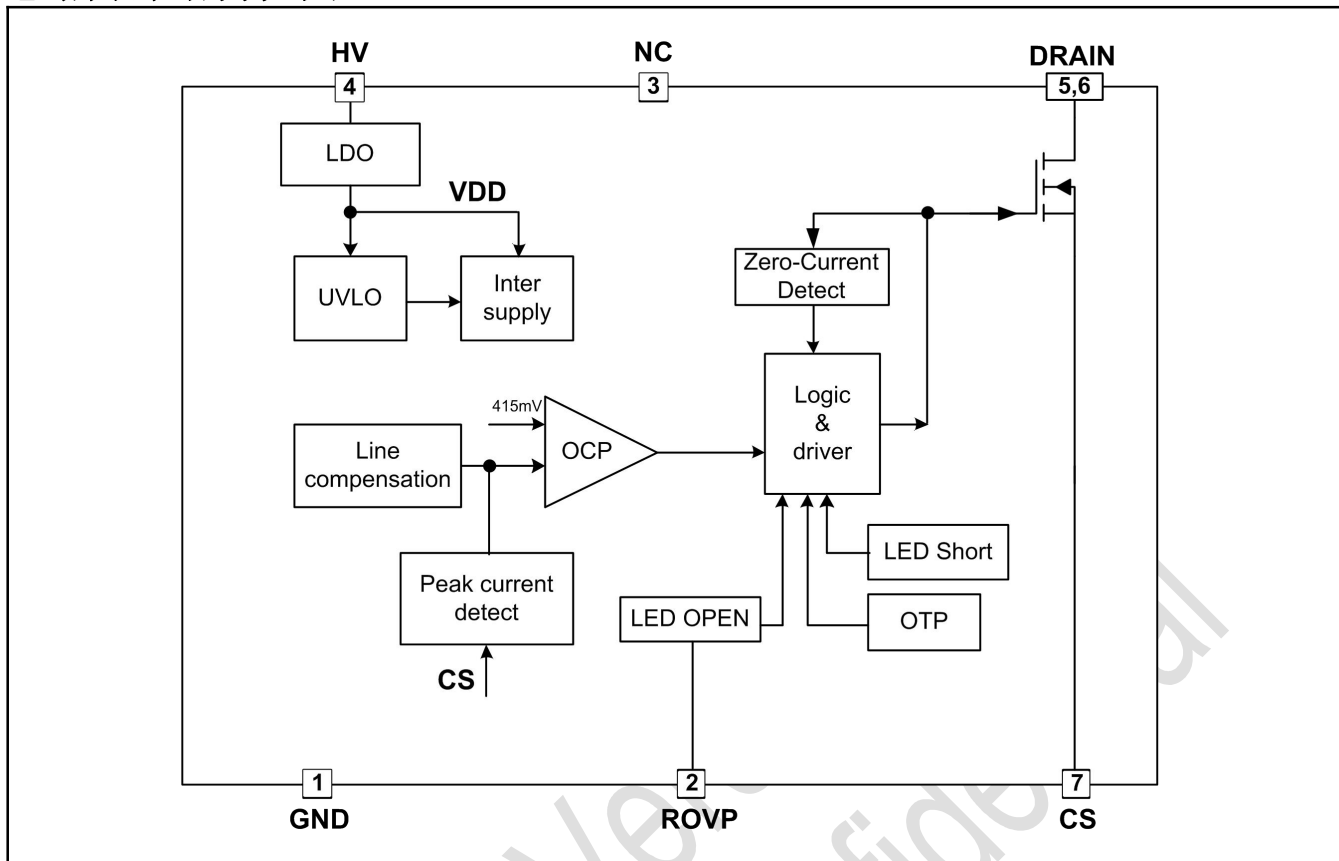 HV
NC
DRAIN
4
3
5,6
LDO
VDD
UVLO
Inter
supply
Zero-Current
Detect
Logic
&
driver
415mV
OCP
Line
compensation
Peak current
detect
CS
LED OPEN
LED Short
OTP
1
2
7
GND
ROVP
CS